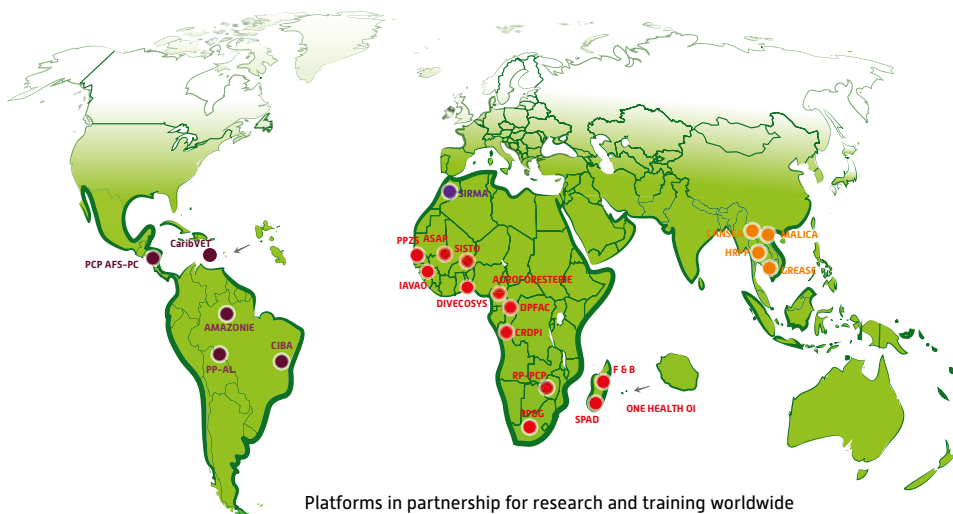 SIRMA
CaribVET
PCP AFS-PC
PPZS
ASAP
SISTO
CANSEA
MALICA
HRPP
GREASE
IAVAO
AGROFORESTERIE
DIVECOSYS
DPFAC
AMAZONIE
CRDPI
CIBA
PP-AL
F & B
RP-PCP
ONE HEALTH OI
RP&G
SPAD
Platforms in partnership for research and training worldwide